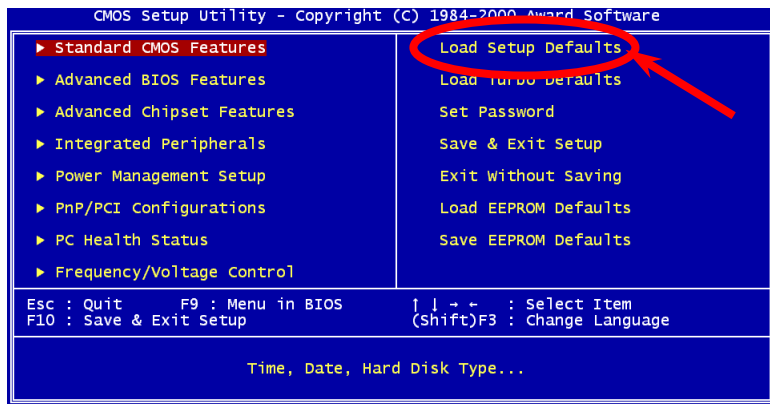 CMOS Setup Utility - Copyright (C) 1984-2000 Award Software
▶ Standard CMOS Features
▶ Advanced BIOS Features
▶ Advanced Chipset Features
▶ Integrated Peripherals
▶ Power Management Setup
▶ PnP/PCI Configurations
▶ PC Health Status
▶ Frequency/Voltage Control
Load Setup Defaults
Load Turbo Defaults
Set Password
Save & Exit Setup
Exit Without Saving
Load EEPROM Defaults
Save EEPROM Defaults
Esc : Quit F9 : Menu in BIOS ↑ ↓ → ← : Select Item
F10 : Save & Exit Setup (Shift)F3 : Change Language
Time, Date, Hard Disk Type...